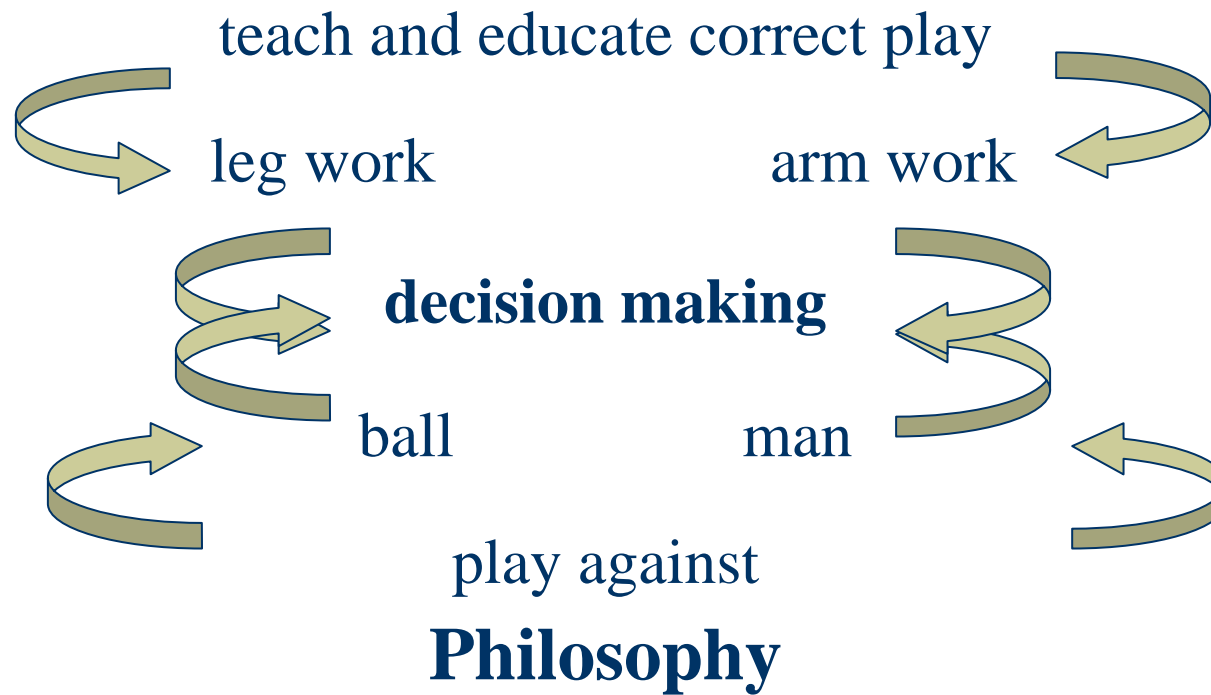 teach and educate correct play
leg work arm work
decision making
ball man
play against
Philosophy